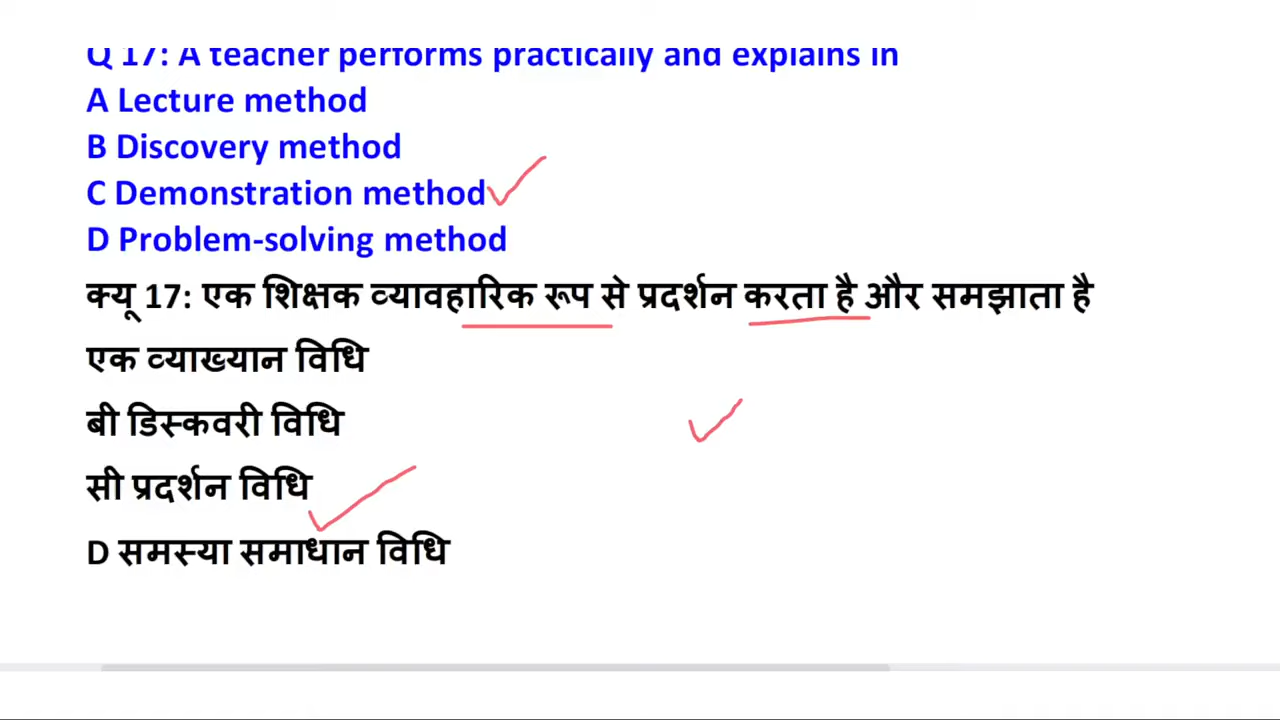 Q 17: A teacher performs practically and explains in
A Lecture method
B Discovery method
C Demonstration method
D Problem-solving method
क्यू 17: एक शिक्षक व्यावहारिक रूप से प्रदर्शन करता है और समझाता है
एक व्याख्यान विधि
बी डिस्कवरी विधि
सी प्रदर्शन विधि
D समस्या समाधान विधि